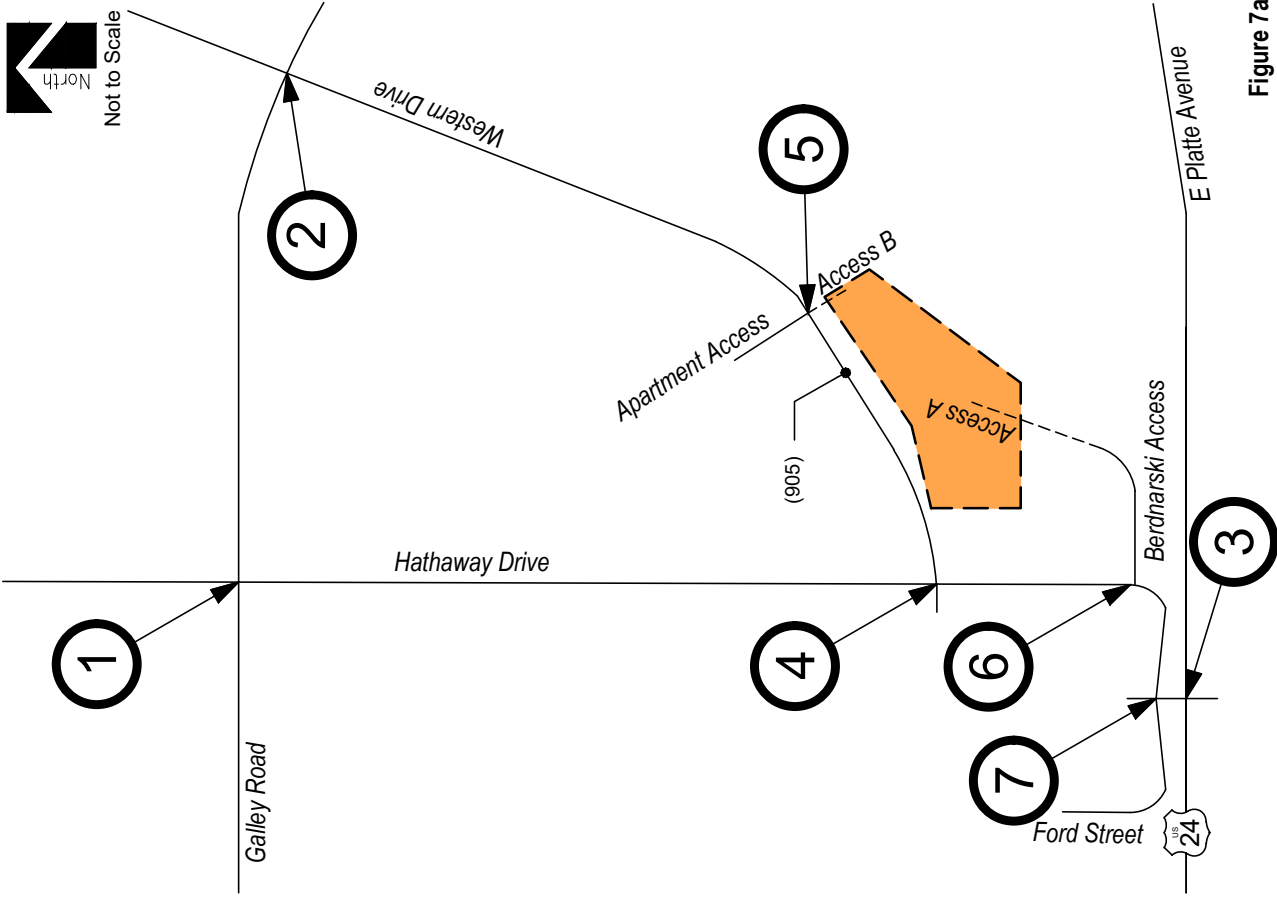 North
Not to Scale
Western Drive
2
5
Access B
Apartment Access
(905)
Access A
E Platte Avenue
Figure 7a
Hathaway Drive
1
4
6
7
3
Berdnarski Access
Galley Road
Ford Street
US
24